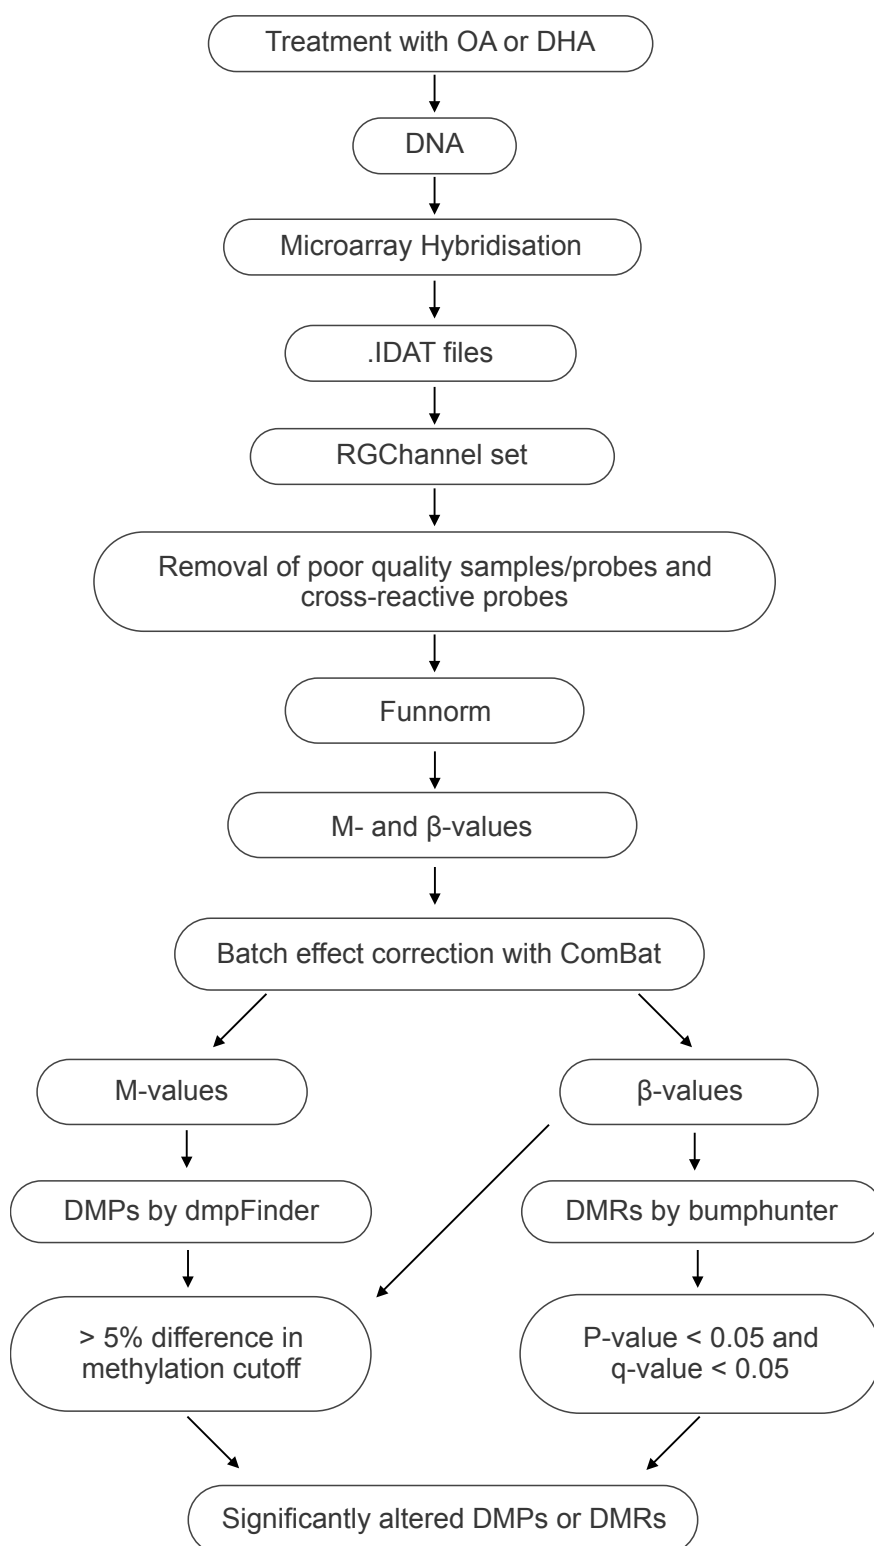 Treatment with OA or DHA
DNA
Microarray Hybridisation
.IDAT files
RGChannel set
Removal of poor quality samples/probes and
cross-reactive probes
Funnorm
M- and β-values
Batch effect correction with ComBat
M-values
β-values
DMPs by dmpFinder
DMRs by bumphunter
> 5% difference in
methylation cutoff
P-value < 0.05 and
q-value < 0.05
Significantly altered DMPs or DMRs